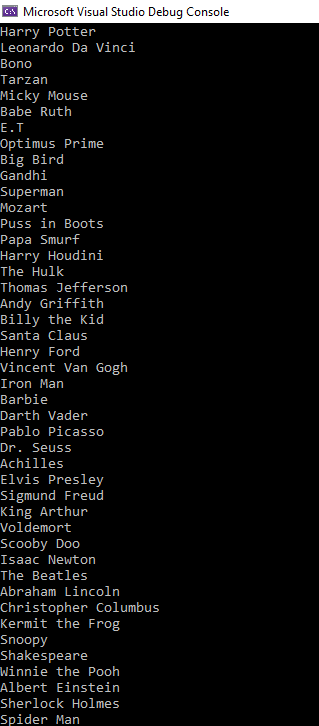 Microsoft Visual Studio Debug Console
Harry Potter
Leonardo Da Vinci
Bono
Tarzan
Micky Mouse
Babe Ruth
E.T
Optimus Prime
Big Bird
Gandhi
Superman
Mozart
Puss in Boots
Papa Smurf
Harry Houdini
The Hulk
Thomas Jefferson
Andy Griffith
Billy the Kid
Santa Claus
Henry Ford
Vincent Van Gogh
Iron Man
Barbie
Darth Vader
Pablo Picasso
Dr. Seuss
Achilles
Elvis Presley
Sigmund Freud
King Arthur
Voldemort
Scooby Doo
Isaac Newton
The Beatles
Abraham Lincoln
Christopher Columbus
Kermit the Frog
Snoopy
Shakespeare
Winnie the Pooh
Albert Einstein
Sherlock Holmes
Spider Man